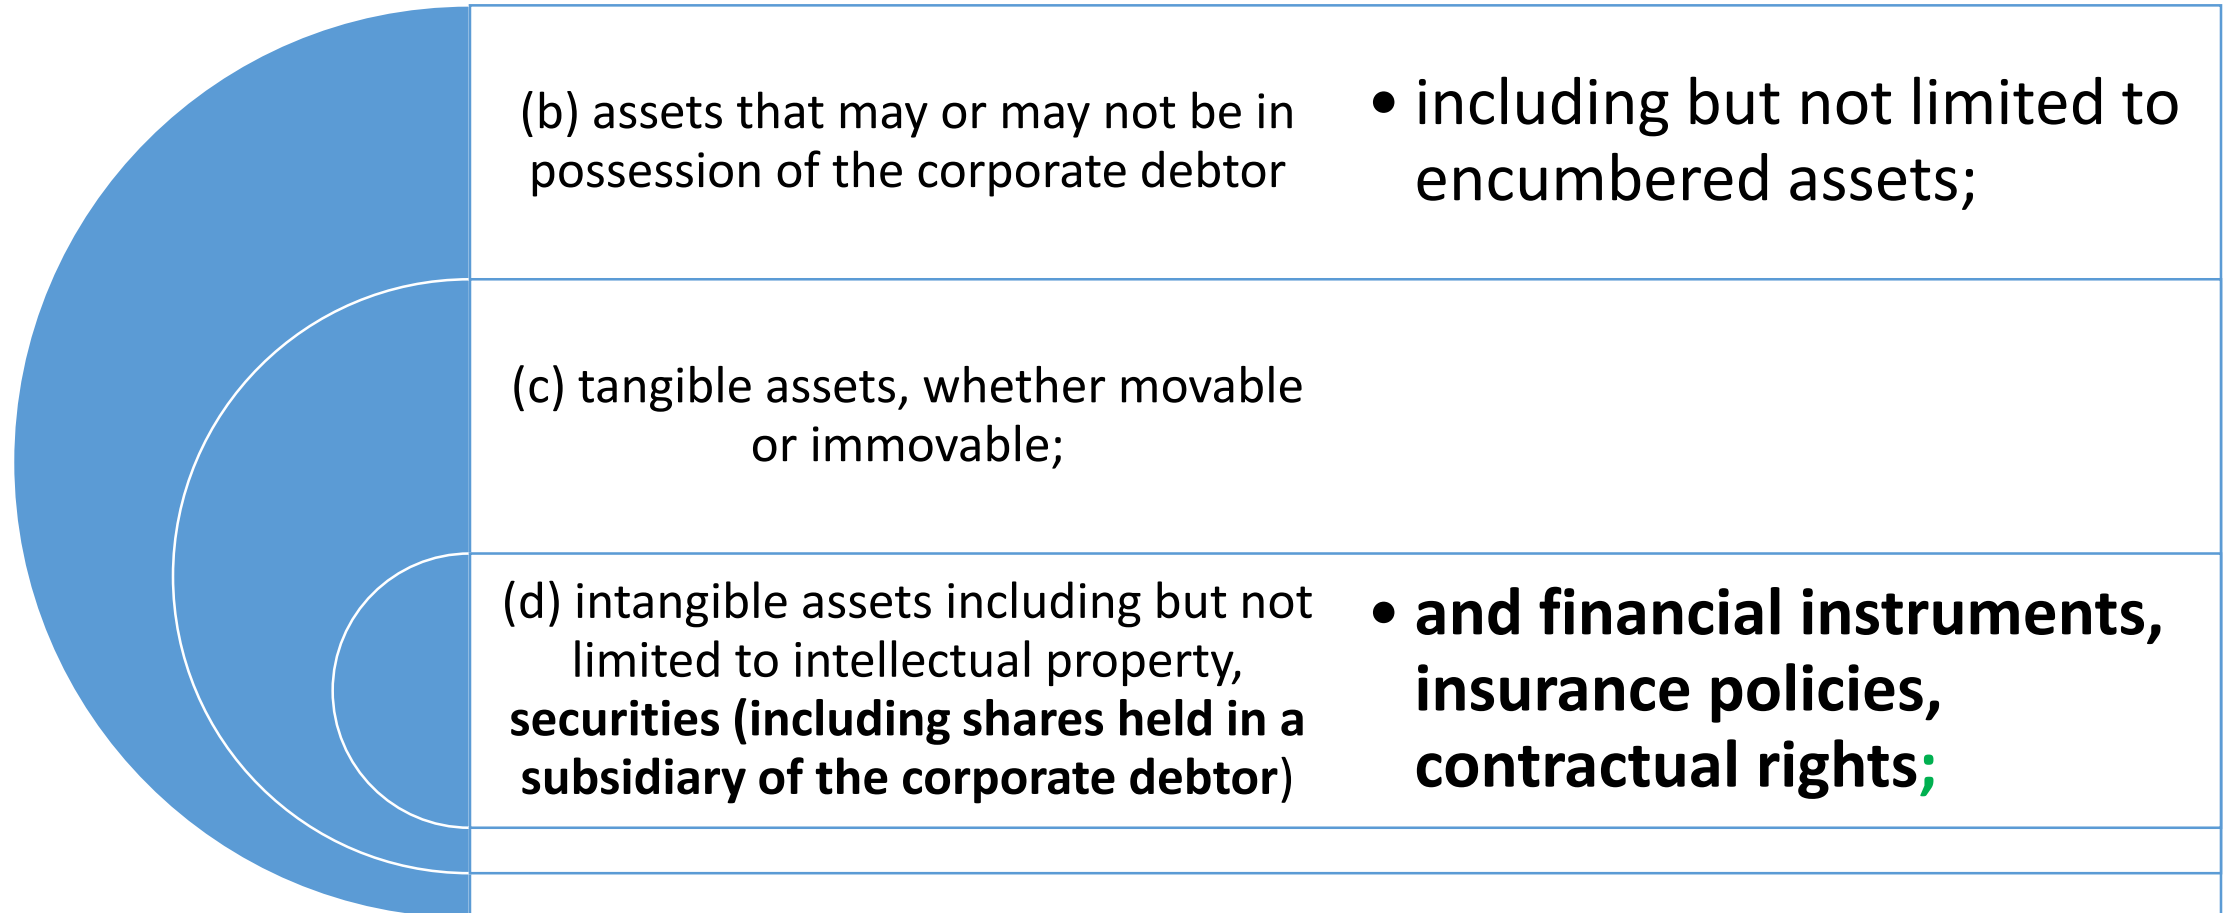 (b) assets that may or may not be in
possession of the corporate debtor
• including but not limited to
encumbered assets;
(c) tangible assets, whether movable
or immovable;
(d) intangible assets including but not
limited to intellectual property,
securities (including shares held in a
subsidiary of the corporate debtor)
• and financial instruments,
insurance policies,
contractual rights;